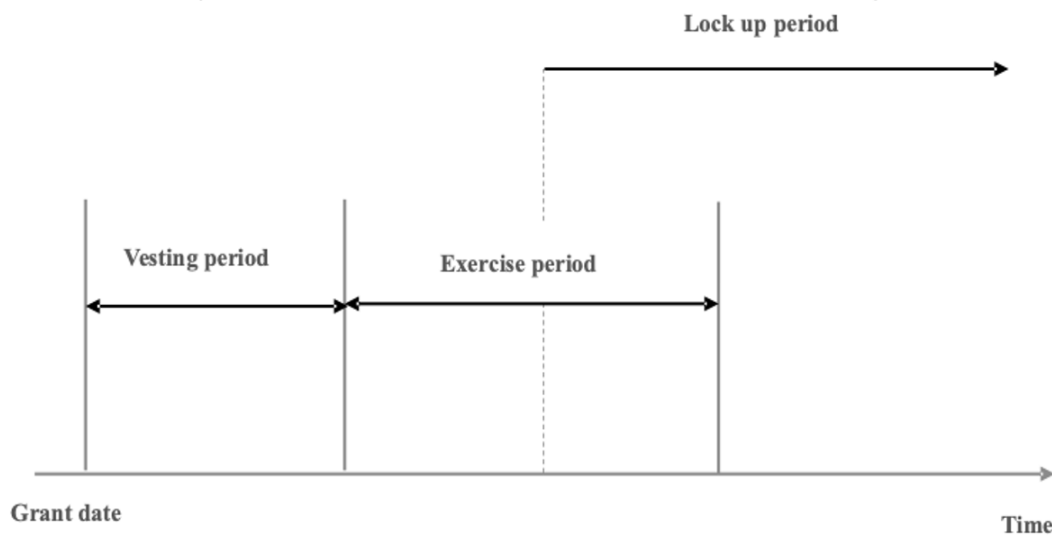 Lock up period
Vesting period
Exercise period
Grant date
Time